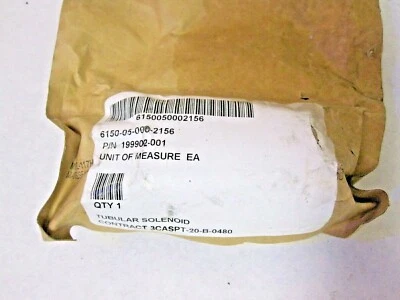 6150050002156
6150-05-000-2156
P/N 199902-001
UNIT OF MEASURE EA
QTY 1
TUBULAR SOLENOID
CONTRACT 3CASPT-20-B-0480